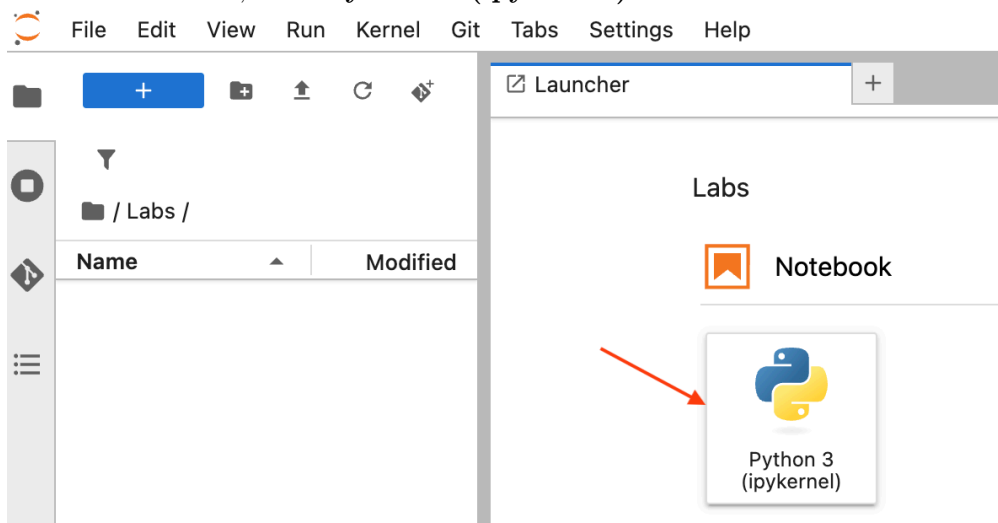 File Edit View Run Kernel Git Tabs Settings Help
+
Launcher
+
/ Labs /
Name
Modified
Labs
Notebook
Python 3
(ipykernel)